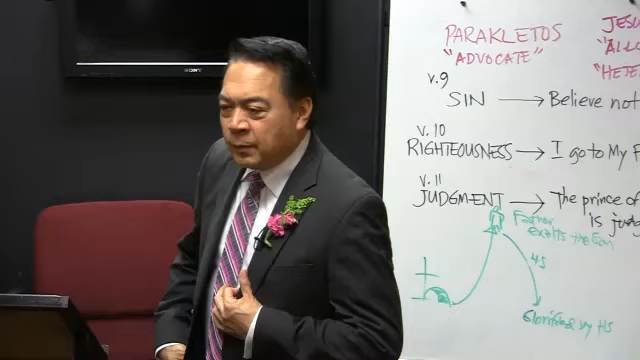 SONY
PARAKLETOS
"ADVOCATE"
JESU
"ALLO
"HETE
v.9
SIN → Believe not
v.10
RIGHTEOUSNESS → I go to My F
v.11
JUDGMENT → The prince of
is judg
Father
exalts the Son
HS
Glorified by HS